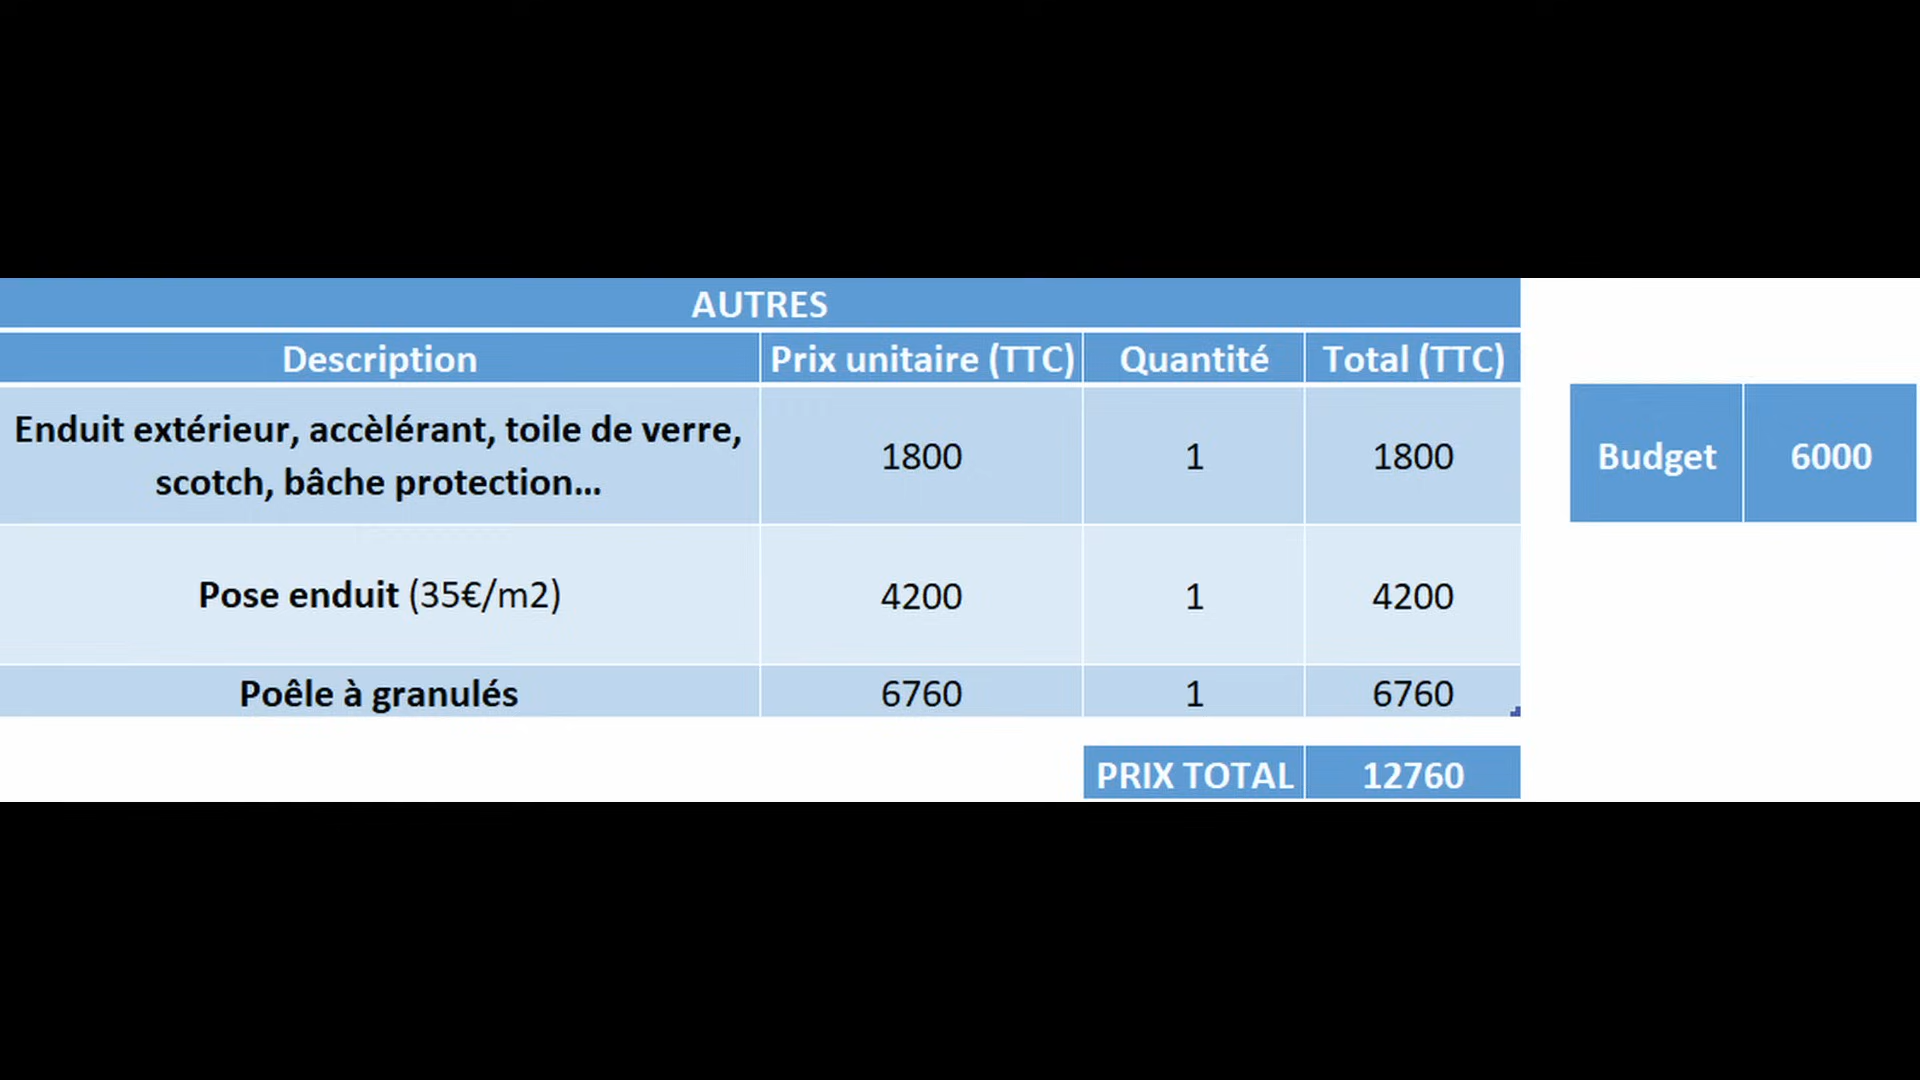 AUTRES
Description Prix unitaire (TTC) Quantité Total (TTC)
Enduit extérieur, accèlérant, toile de verre,
scotch, bâche protection... 1800 1 1800
Budget 6000
Pose enduit (35€/m2) 4200 1 4200
Poêle à granulés 6760 1 6760
PRIX TOTAL 12760